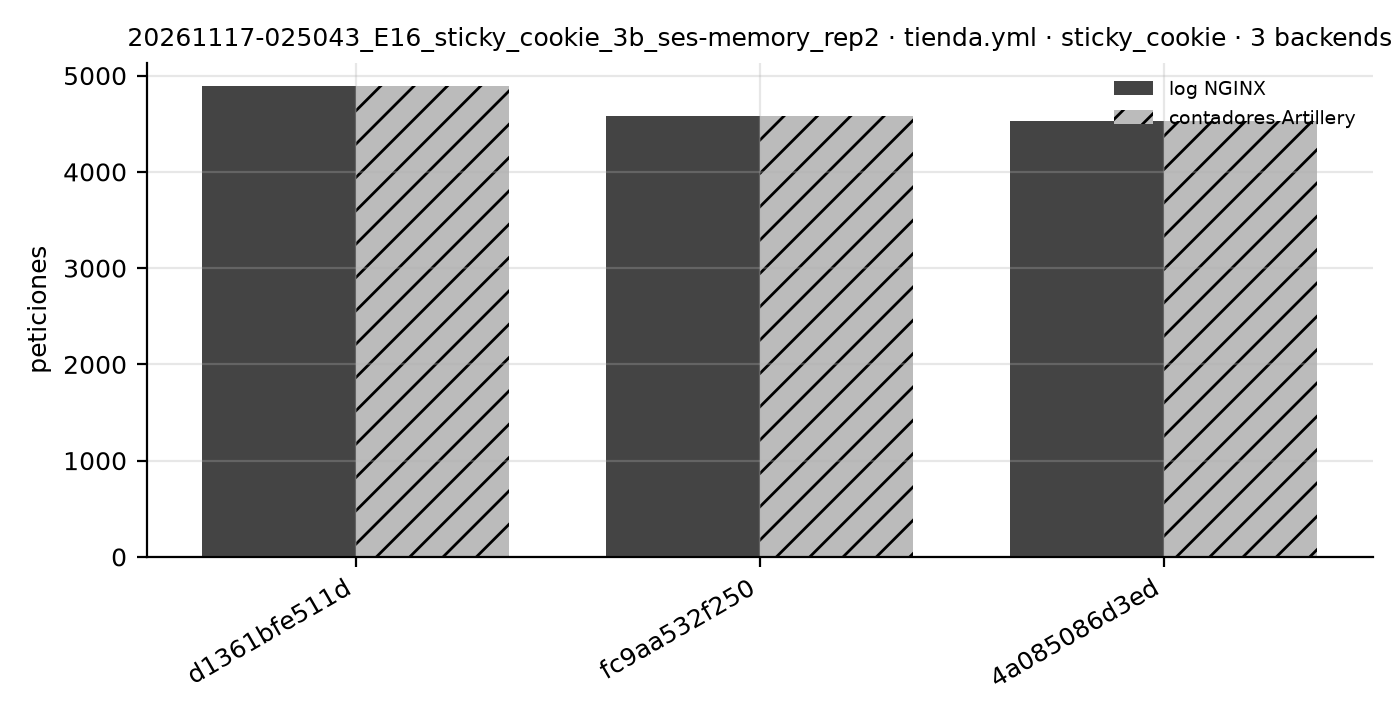 20261117-025043_E16_sticky_cookie_3b_ses-memory_rep2 · tienda.yml · sticky_cookie · 3 backends
log NGINX
contadores Artillery
peticiones
5000
4000
3000
2000
1000
0
d1361bfe511d
fc9aa532f250
4a085086d3ed